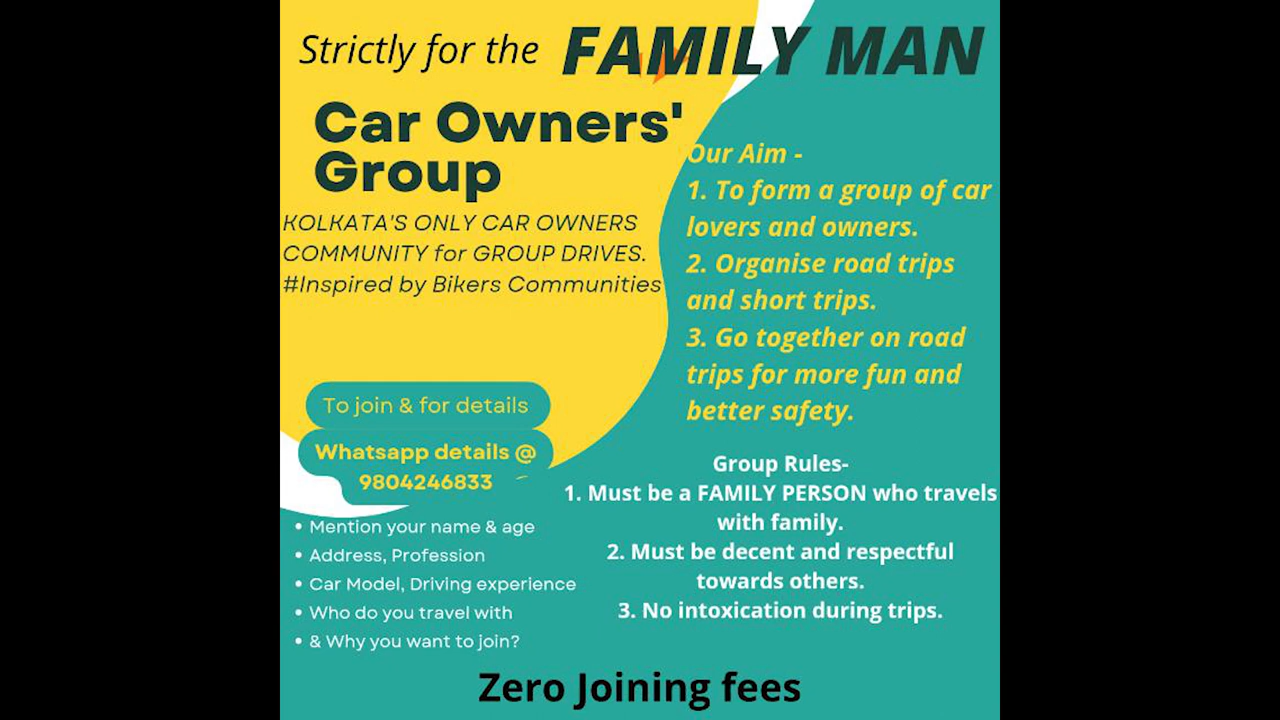 Strictly for the FAMILY MAN
Car Owners'
Group
KOLKATA'S ONLY CAR OWNERS
COMMUNITY for GROUP DRIVES.
#Inspired by Bikers Communities
To join & for details
Whatsapp details @
9804246833
• Mention your name & age
• Address, Profession
• Car Model, Driving experience
• Who do you travel with
• & Why you want to join?
Our Aim -
1. To form a group of car
lovers and owners.
2. Organise road trips
and short trips.
3. Go together on road
trips for more fun and
better safety.
Group Rules-
1. Must be a FAMILY PERSON who travels
with family.
2. Must be decent and respectful
towards others.
3. No intoxication during trips.
Zero Joining fees